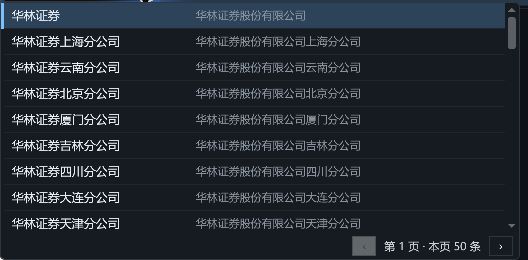 华林证券 华林证券股份有限公司
华林证券上海分公司 华林证券股份有限公司上海分公司
华林证券云南分公司 华林证券股份有限公司云南分公司
华林证券北京分公司 华林证券股份有限公司北京分公司
华林证券厦门分公司 华林证券股份有限公司厦门分公司
华林证券吉林分公司 华林证券股份有限公司吉林分公司
华林证券四川分公司 华林证券股份有限公司四川分公司
华林证券大连分公司 华林证券股份有限公司大连分公司
华林证券天津分公司 华林证券股份有限公司天津分公司
‹ 第 1 页 · 本页 50 条 ›